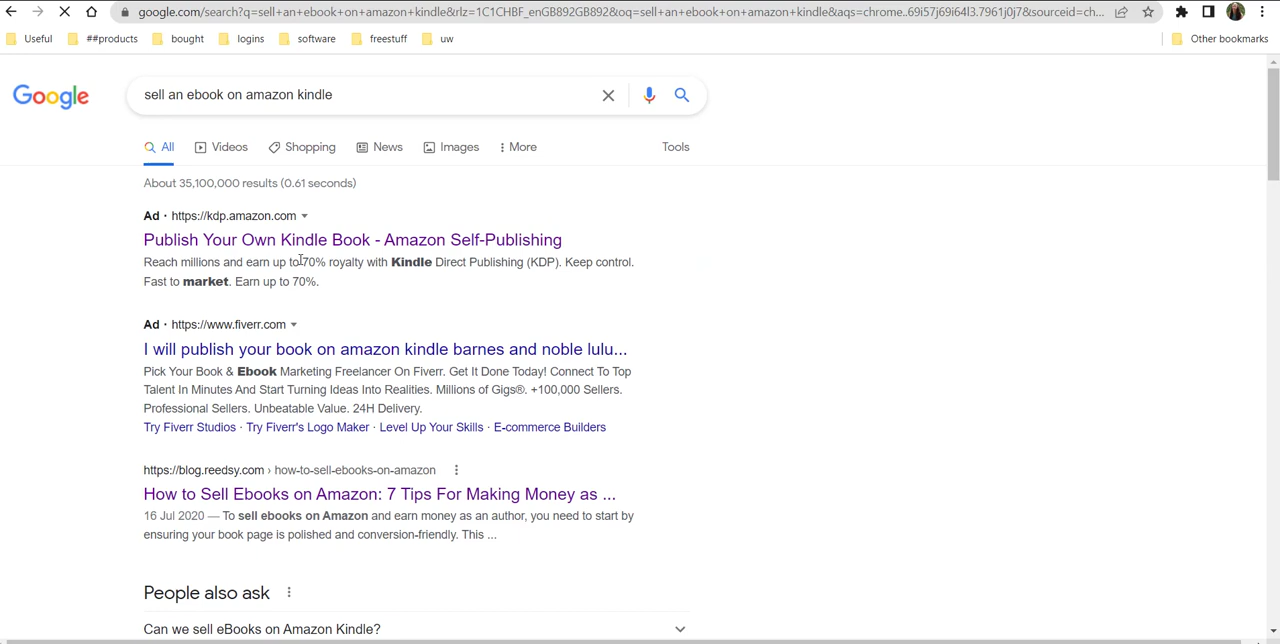 google.com/search?q=sell+an+ebook+on+amazon+kindle&rlz=1C1CHBF_enGB892GB892&oq=sell+an+ebook+on+amazon+kindle&aqs=chrome..69i57j69i64l3.7961j0j7&sourceid=ch...
Useful ##products bought logins software freestuff uw Other bookmarks
Google sell an ebook on amazon kindle
All Videos Shopping News Images More Tools
About 35,100,000 results (0.61 seconds)
Ad · https://kdp.amazon.com
Publish Your Own Kindle Book - Amazon Self-Publishing
Reach millions and earn up to 70% royalty with Kindle Direct Publishing (KDP). Keep control.
Fast to market. Earn up to 70%.
Ad · https://www.fiverr.com
I will publish your book on amazon kindle barnes and noble lulu...
Pick Your Book & Ebook Marketing Freelancer On Fiverr. Get It Done Today! Connect To Top
Talent In Minutes And Start Turning Ideas Into Realities. Millions of Gigs®. +100,000 Sellers.
Professional Sellers. Unbeatable Value. 24H Delivery.
Try Fiverr Studios · Try Fiverr's Logo Maker · Level Up Your Skills · E-commerce Builders
https://blog.reedsy.com › how-to-sell-ebooks-on-amazon
How to Sell Ebooks on Amazon: 7 Tips For Making Money as ...
16 Jul 2020 — To sell ebooks on Amazon and earn money as an author, you need to start by
ensuring your book page is polished and conversion-friendly. This ...
People also ask
Can we sell eBooks on Amazon Kindle?